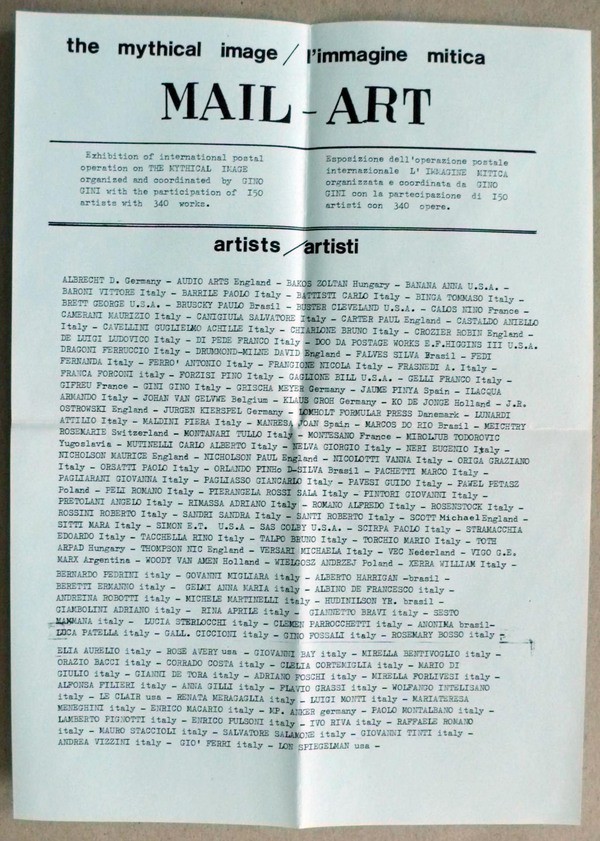 the mythical image / l'immagine mitica
MAIL-ART
Exhibition of international postal
operation on THE MYTHICAL IMAGE
organized and coordinated by GINO
GINI with the participation of I50
artists with 340 works.
Esposizione dell'operazione postale
internazionale L' IMMAGINE MITICA
organizzata e coordinata da GINO
GINI con la partecipazione di I50
artisti con 340 opere.
artists / artisti
ALBRECHT D. Germany - AUDIO ARTS England - BAKOS ZOLTAN Hungary - BANANA ANNA U.S.A. -
BARONI VITTORE Italy - BARRILE PAOLO Italy - BATTISTI CARLO Italy - BINGA TOMMASO Italy -
BRETT GEORGE U.S.A. - BRUSCKY PAULO Brasil - BUSTER CLEVELAND U.S.A. - CALOS NINO France -
CAMERANI MAURIZIO Italy - CANIGIULA SALVATORE Italy - CARTER PAUL England - CASTALDO ANIELLO
Italy - CAVELLINI GUGLIELMO ACHILLE Italy - CHIARLONE BRUNO Italy - CROZIER ROBIN England -
DE LUIGI LUDOVICO Italy - DI PEDE FRANCO Italy - DOO DA POSTAGE WORKS E.F.HIGGINS III U.S.A.
DRAGONI FERRUCCIO Italy - DRUMMOND-MILNE DAVID England - FALVES SILVA Brasil - FEDI
FERNANDA Italy - FERRO' ANTONIO Italy - FRANGIONE NICOLA Italy - FRASNEDI A. Italy -
FRANCA FORCONI italy - FORZISI PINO Italy - GAGLIONE BILL U.S.A. - GELLI FRANCO Italy -
GIFREU France - GINI GINO Italy - GRISCHA MEYER Germany - JAUME PINYA Spain - ILACQUA
ARMANDO Italy - JOHAN VAN GELVWE Belgium - KLAUS GROH Germany - KO DE JONGE Holland - J.R.
OSTROWSKI England - JURGEN KIERSPEL Germany - LOMHOLT FORMULAR PRESS Danemark - LUNARDI
ATTILIO Italy - MALDINI PIERA Italy - MANRESA JOAN Spain - MARCOS DO RIO Brasil - MEICHTRY
ROSEMARIE Switzerland - MONTANARI TULLO Italy - MONTESANO France - MIROLJUB TODOROVIC
Yugoslavia - MUTINELLI CARLO ALBERTO Italy - NELVA GIORGIO Italy - NERI EUGENIO Italy -
NICHOLSON MAURICE England - NICHOLSON PAUL England - NICOLOTTI VANNA Italy - ORIGA GRAZIANO
Italy - ORSATTI PAOLO Italy - ORLANDO PINHo D-SILVA Brasil - PACHETTI MARCO Italy -
PAGLIARANI GIOVANNA Italy - PAGLIASSO GIANCARLO Italy - PAVESI GUIDO Italy - PAWEL PETASZ
Poland - PELI ROMANO Italy - PIERANGELA ROSSI SALA Italy - PINTORI GIOVANNI Italy -
PRETOLANI ANGELO Italy - RIMASSA ADRIANO Italy - ROMANO ALFREDO Italy - ROSENSTOCK Italy -
ROSSINI ROBERTO Italy - SANDRI SANDRA Italy - SANTI ROBERTO Italy - SCOTT Michael England -
SITTI MARA Italy - SIMON E.T. U.S.A - SAS COLBY U.S.A. - SCIRPA PAOLO Italy - STRAMACCHIA
EDOARDO Italy - TACCHELLA RINO Italy - TALPO BRUNO Italy - TORCHIO MARIO Italy - TOTH
ARPAD Hungary - THOMPSON NIC England - VERSARI MICHAELA Italy - VEC Nederland - VIGO G.E.
MARX Argentina - WOODY VAN AMEN Holland - WIELGOSZ ANDRZEJ Poland - XERRA WILLIAM Italy -
BERNARDO PEDRINI italy - GOVANNI MIGLIARA italy - ALBERTO HARRIGAN -brasil -
BERETTI ERMANNO italy - GELMI ANNA MARIA italy - ALBINO DE FRANCESCO italy -
ANDREINA ROBOTTI italy - MICHELE MARTINELLI italy - HUDINILSON YR. brasil -
GIAMBOLINI ADRIANO italy - RINA APRILE italy - GIANNETTO BRAVI italy - SESTO
MAMMANA italy - LUCIA STERLOCCHI italy - CLEMEN PARROCCHETTI italy - ANONIMA brasil-
LUCA PATELLA italy - GALL. CICCIONI italy - GINO FOSSALI italy - ROSEMARY BOSSO italy
ELIA AURELIO italy - ROSE AVERY usa - GIOVANNI BAY italy - MIRELLA BENTIVOGLIO italy -
ORAZIO BACCI italy - CORRADO COSTA italy - CLELIA CORTEMIGLIA italy - MARIO DI
GIULIO italy - GIANNI DE TORA italy - ADRIANO FOSCHI italy - MIRELLA FORLIVESI italy -
ALFONSA FILIERI italy - ANNA GILLI italy - FLAVIO GRASSI italy - WOLFANGO INTELISANO
italy - LE CLAIR usa - RENATA MERAGAGLIA italy - LUIGI MONTI italy - MARIATERESA
MENEGHINI italy - ENRICO MACARIO italy - MP. ANKER germany - PAOLO MONTALBANO italy -
LAMBERTO PIGNOTTI italy - ENRICO PULSONI italy - IVO RIVA italy - RAFFAELE ROMANO
italy - MAURO STACCIOLI italy - SALVATORE SALAMONE italy - GIOVANNI TINTI italy -
ANDREA VIZZINI italy - GIO' FERRI italy - LON SPIEGELMAN usa -